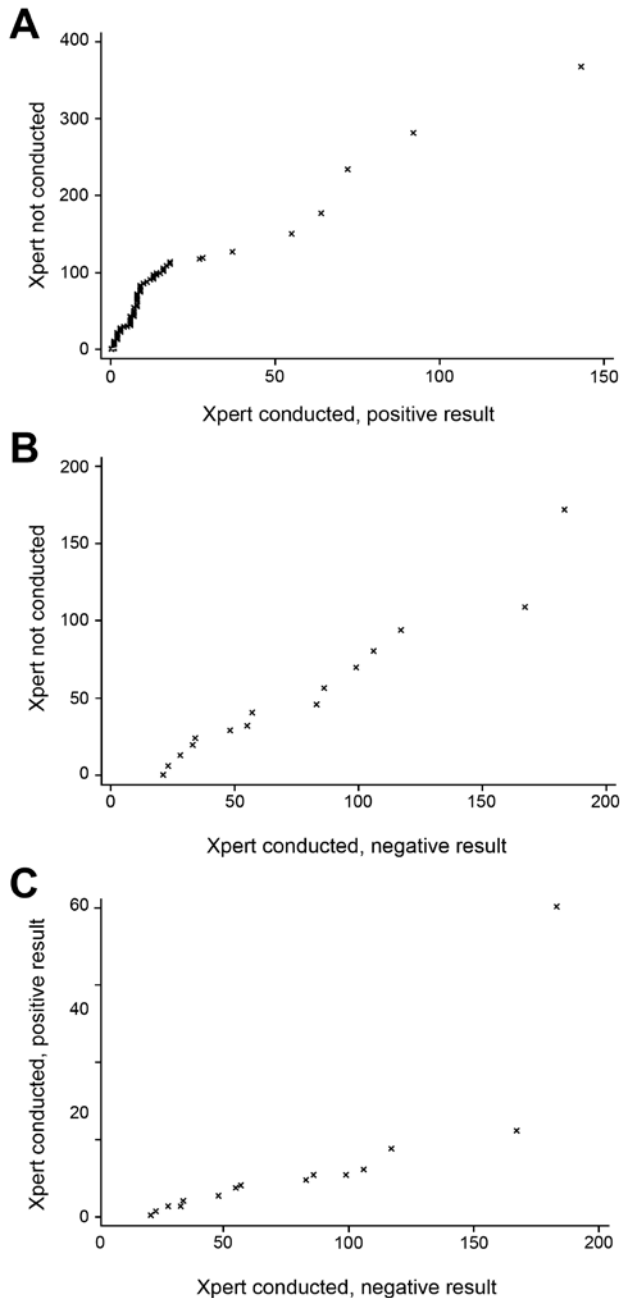 A
400
300
200
100
0
Xpert not conducted
0 50 100 150
Xpert conducted, positive result
B
200
150
100
50
0
Xpert not conducted
0 50 100 150 200
Xpert conducted, negative result
C
60
40
20
0
Xpert conducted, positive result
0 50 100 150 200
Xpert conducted, negative result